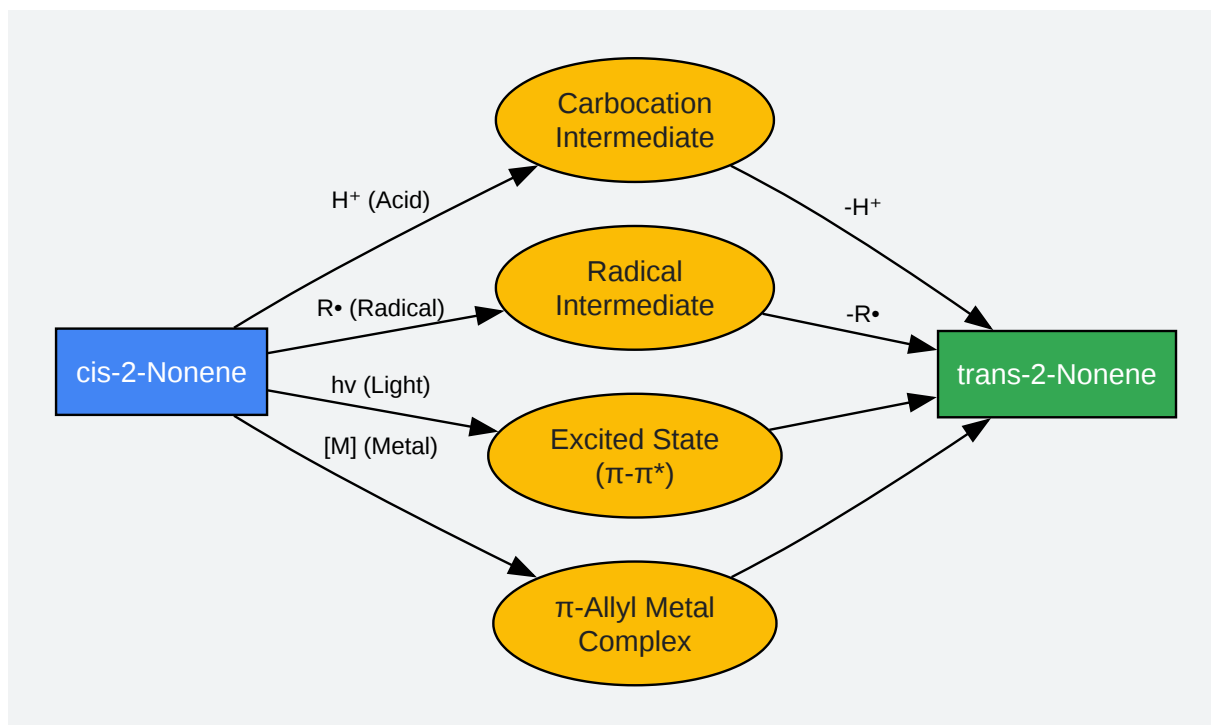 Carbocation
Intermediate
H⁺ (Acid)
-H⁺
Radical
Intermediate
R• (Radical)
-R•
cis-2-Nonene
trans-2-Nonene
hν (Light)
Excited State
(π-π*)
[M] (Metal)
π-Allyl Metal
Complex